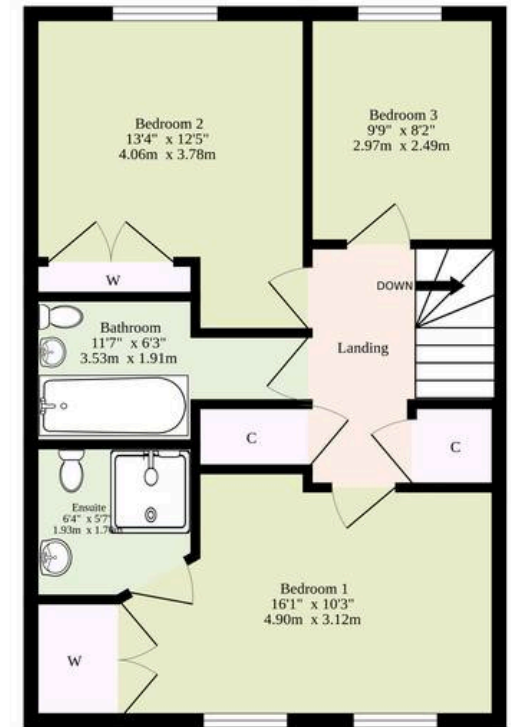 Bedroom 2
13'4" x 12'5"
4.06m x 3.78m
Bedroom 3
9'9" x 8'2"
2.97m x 2.49m
W
DOWN
Bathroom
11'7" x 6'3"
3.53m x 1.91m
Landing
C
C
Ensuite
6'4" x 5'7"
1.93m x
Bedroom 1
16'1" x 10'3"
4.90m x 3.12m
W